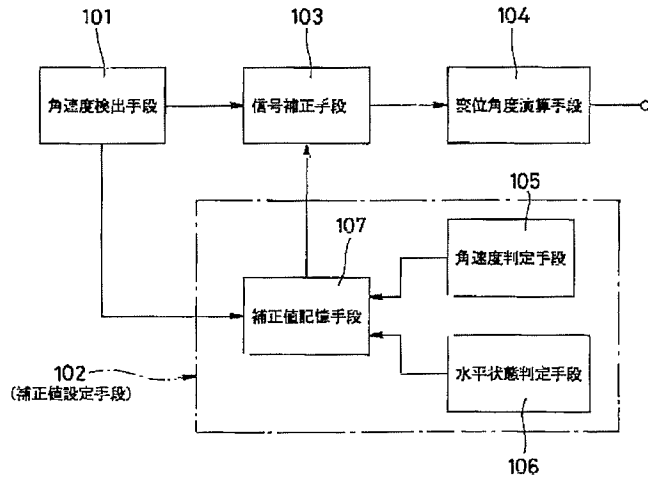 101
103
104
角速度検出手段
信号補正手段
変位角度演算手段
105
107
角速度判定手段
補正値記憶手段
102
(補正値設定手段)
水平状態判定手段
106